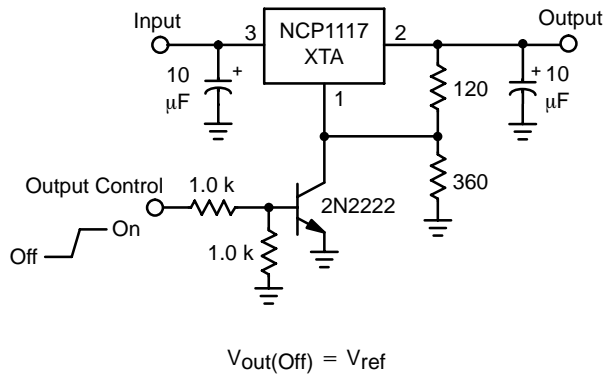 Input
Output
3
NCP1117
XTA
2
10
µF
+
1
120
+
10
µF
360
Output Control
1.0 k
2N2222
On
Off
1.0 k
Vout(Off) = Vref